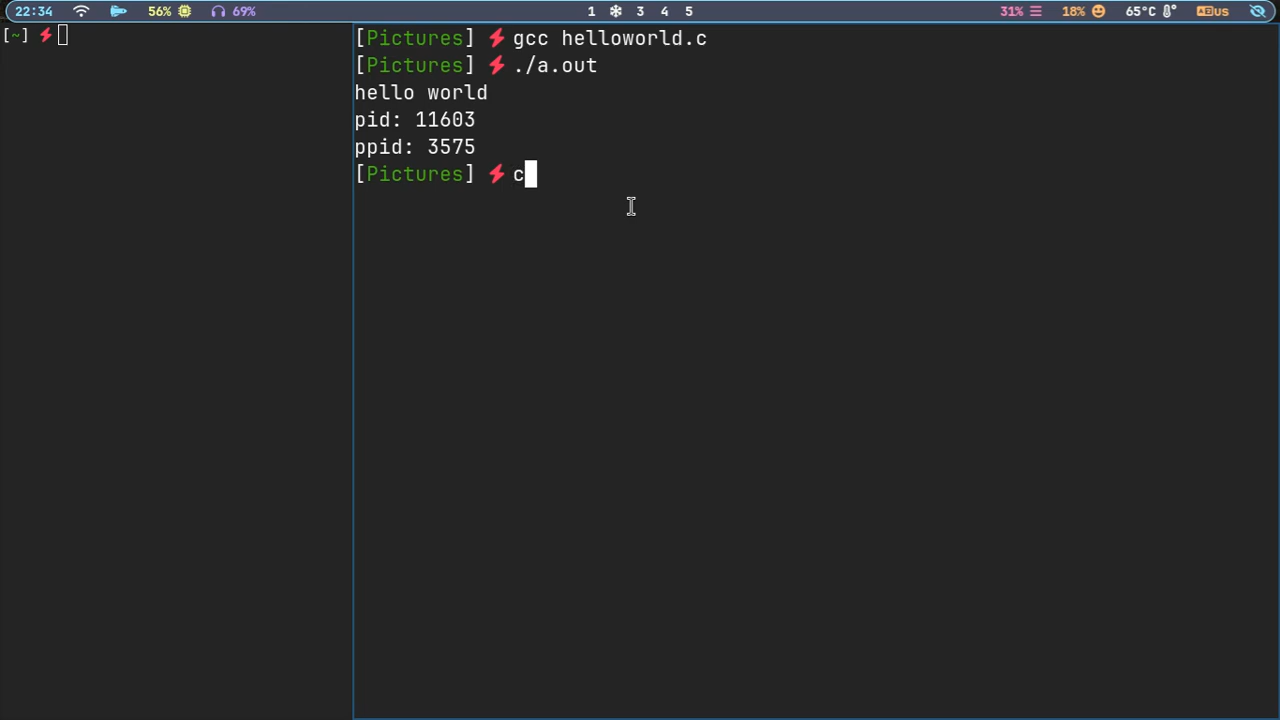 22:34 56% 69% 1 3 4 5 31% 18% 65°C us
[~]
[Pictures] gcc helloworld.c
[Pictures] ./a.out
hello world
pid: 11603
ppid: 3575
[Pictures] c